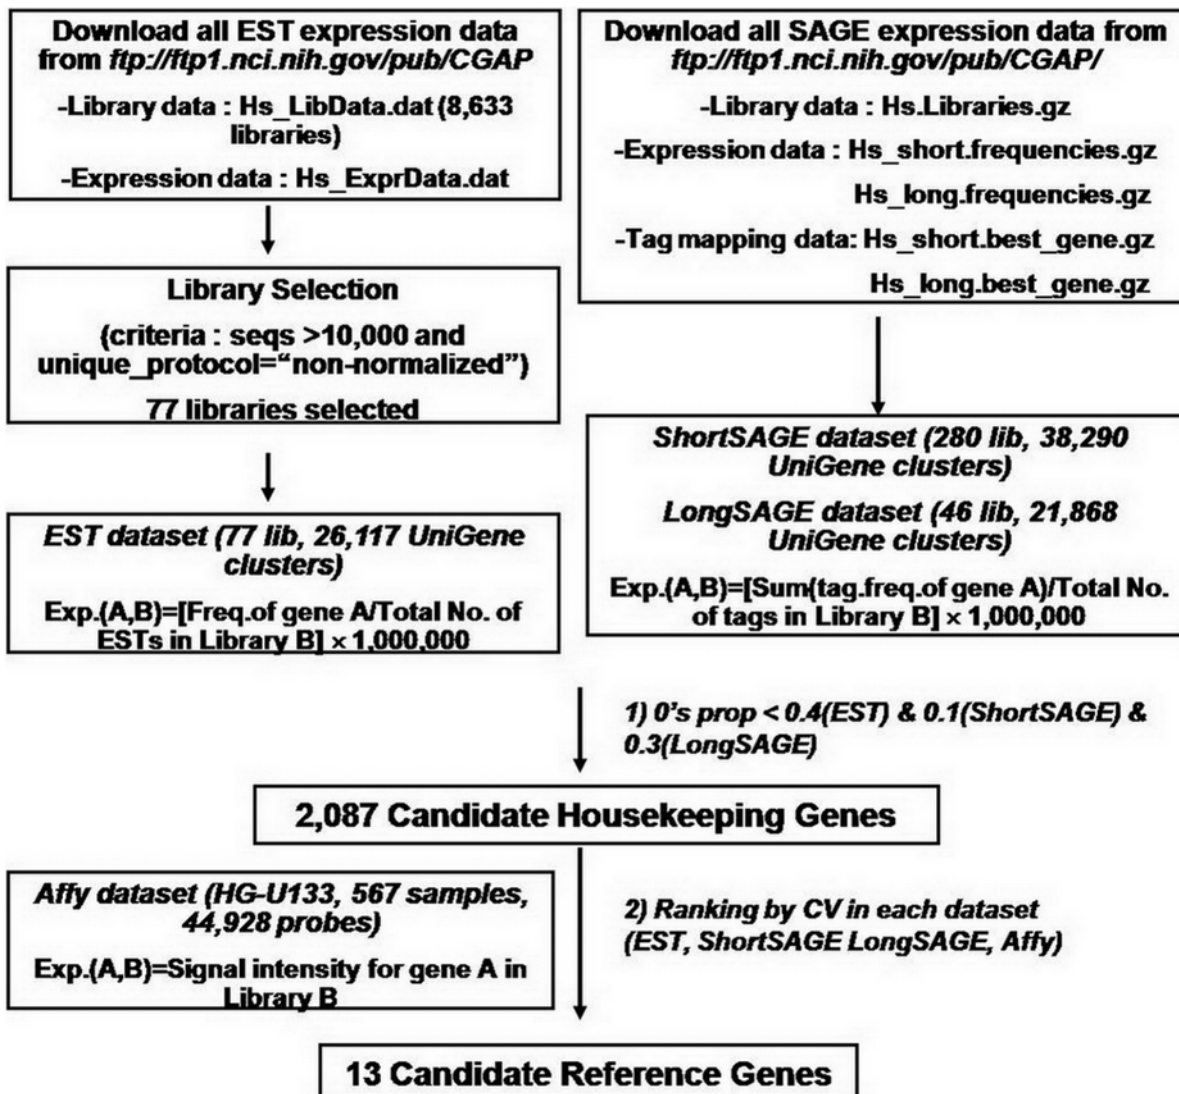 Download all EST expression data
from ftp://ftp1.nci.nih.gov/pub/CGAP
-Library data : Hs_LibData.dat (8,633
libraries)
-Expression data : Hs_ExprData.dat
Library Selection
(criteria : seqs >10,000 and
unique_protocol=“non-normalized”)
77 libraries selected
EST dataset (77 lib, 26,117 UniGene
clusters)
Exp.(A,B)=[Freq.of gene A/Total No. of
ESTs in Library B] × 1,000,000
Download all SAGE expression data from
ftp://ftp1.nci.nih.gov/pub/CGAP/
-Library data : Hs.Libraries.gz
-Expression data : Hs_short.frequencies.gz
Hs_long.frequencies.gz
-Tag mapping data: Hs_short.best_gene.gz
Hs_long.best_gene.gz
ShortSAGE dataset (280 lib, 38,290
UniGene clusters)
LongSAGE dataset (46 lib, 21,868
UniGene clusters)
Exp.(A,B)=[Sum(tag.freq.of gene A)/Total No.
of tags in Library B] × 1,000,000
1) 0’s prop < 0.4(EST) & 0.1(ShortSAGE) &
0.3(LongSAGE)
2,087 Candidate Housekeeping Genes
Affy dataset (HG-U133, 567 samples,
44,928 probes)
Exp.(A,B)=Signal intensity for gene A in
Library B
2) Ranking by CV in each dataset
(EST, ShortSAGE LongSAGE, Affy)
13 Candidate Reference Genes